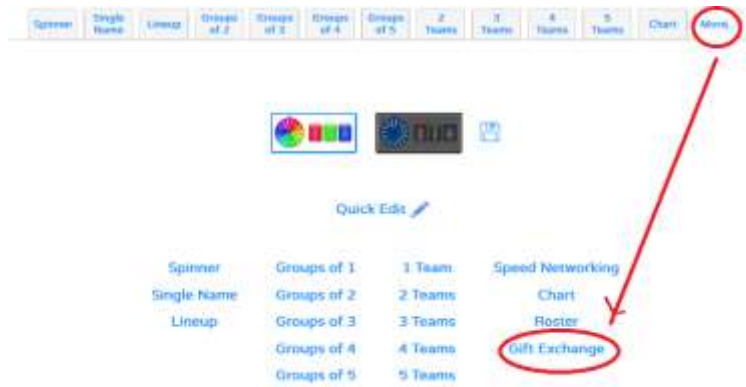 Spinner Single Name Lineup Groups of 2 Groups of 3 Groups of 4 Groups of 5 2 Teams 3 Teams 4 Teams 5 Teams Chart More
Quick Edit
Spinner Groups of 1 1 Team Speed Networking
Single Name Groups of 2 2 Teams Chart
Lineup Groups of 3 3 Teams Roster
Groups of 4 4 Teams Gift Exchange
Groups of 5 5 Teams